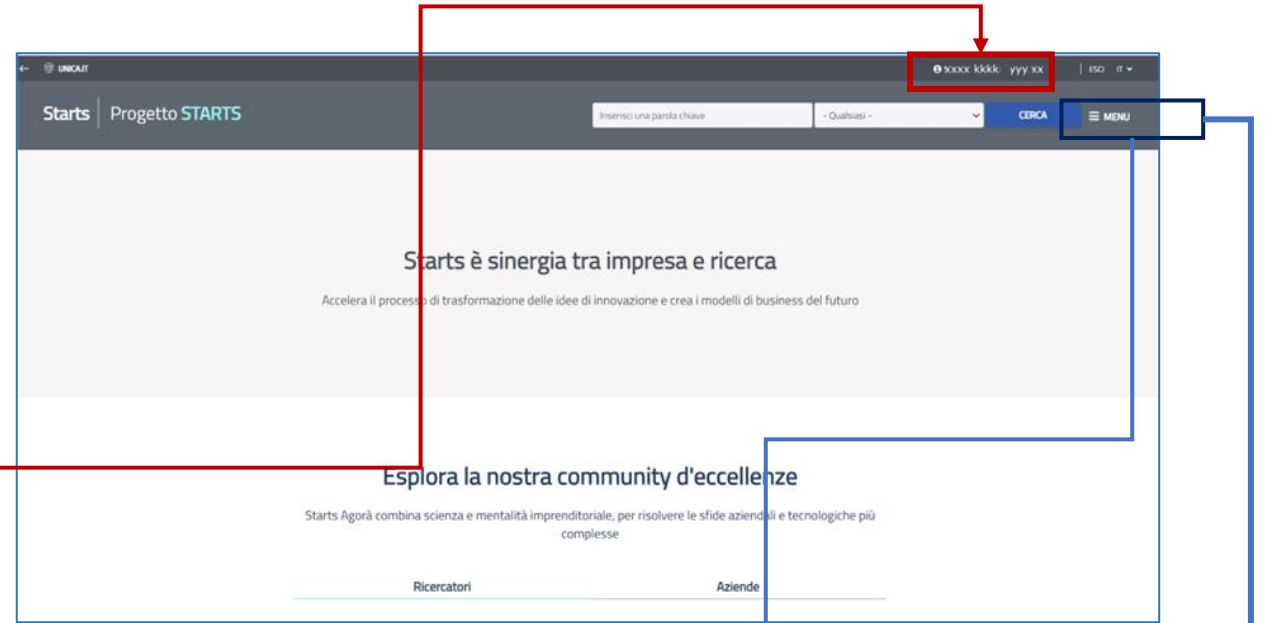 UNICA.IT
xxxx kkkk yyy xx | ESCI IT
Starts | Progetto STARTS
Inserisci una parola chiave
- Qualsiasi -
CERCA
MENU
Starts è sinergia tra impresa e ricerca
Accelera il processo di trasformazione delle idee di innovazione e crea i modelli di business del futuro
Esplora la nostra community d'eccellenze
Starts Agorà combina scienza e mentalità imprenditoriale, per risolvere le sfide aziendali e tecnologiche più
complesse
Ricercatori
Aziende